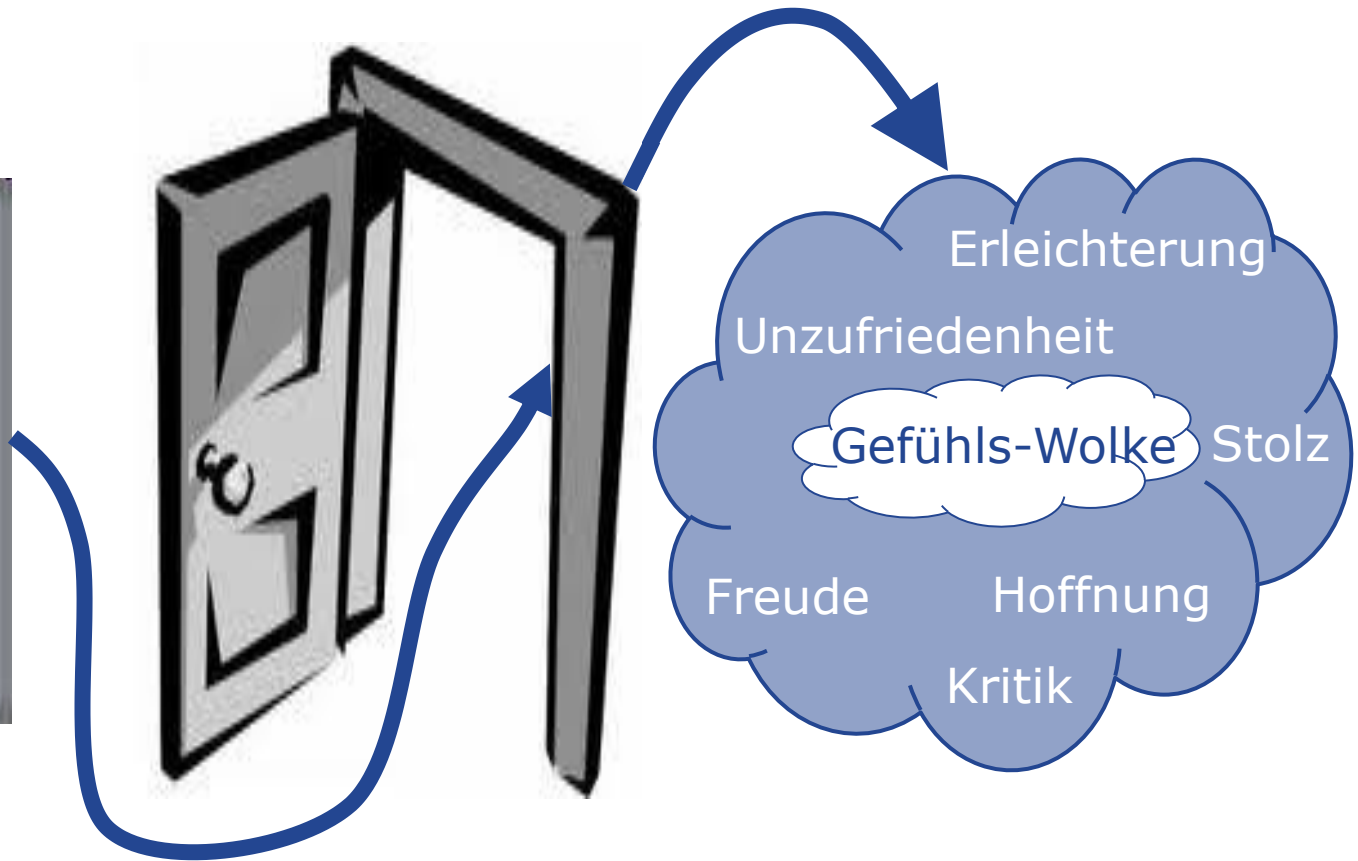 Erleichterung
Unzufriedenheit
Gefühls-Wolke
Stolz
Freude
Hoffnung
Kritik